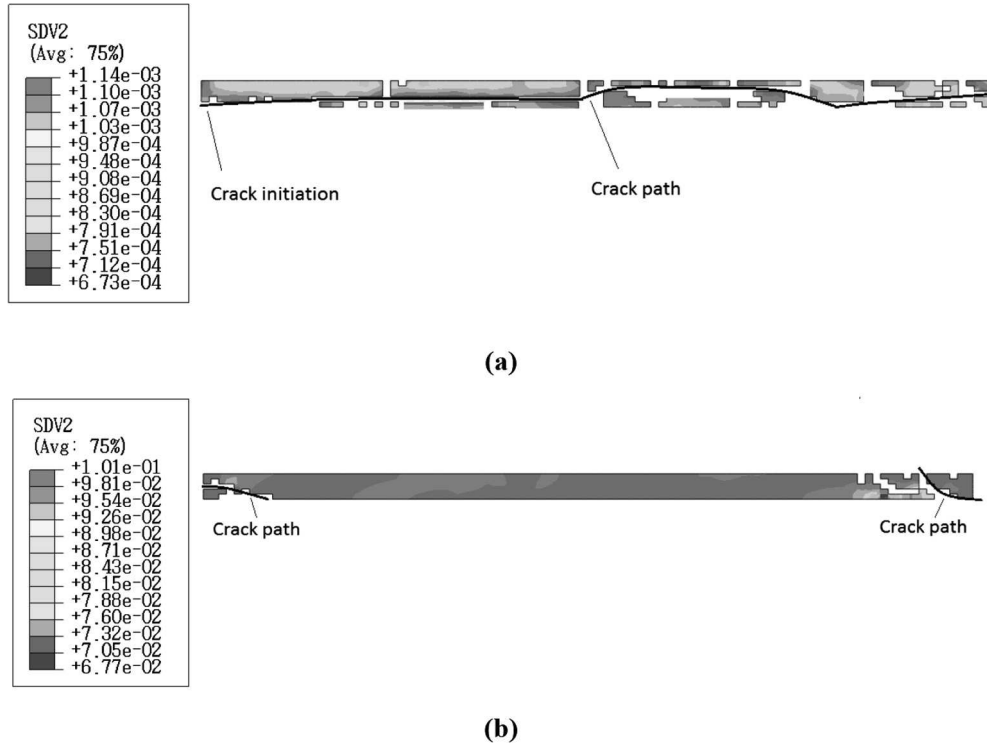 SDV2
(Avg: 75%)
+1.14e-03
+1.10e-03
+1.07e-03
+1.03e-03
+9.87e-04
+9.48e-04
+9.08e-04
+8.69e-04
+8.30e-04
+7.91e-04
+7.51e-04
+7.12e-04
+6.73e-04
Crack initiation
Crack path
(a)
SDV2
(Avg: 75%)
+1.01e-01
+9.81e-02
+9.54e-02
+9.26e-02
+8.98e-02
+8.71e-02
+8.43e-02
+8.15e-02
+7.88e-02
+7.60e-02
+7.32e-02
+7.05e-02
+6.77e-02
Crack path
Crack path
(b)